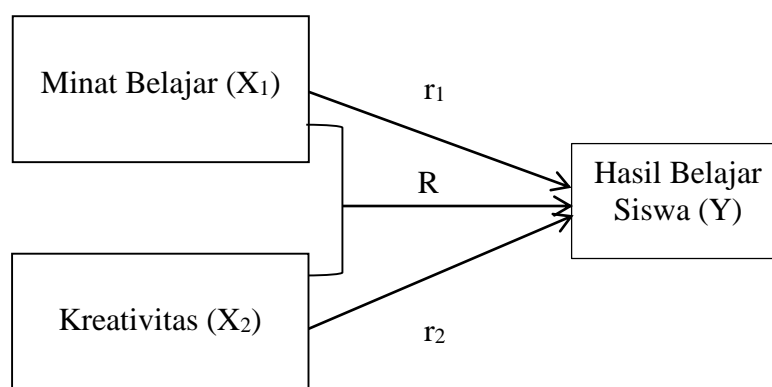 Minat Belajar (X₁)
r₁
R
Hasil Belajar
Siswa (Y)
Kreativitas (X₂)
r₂